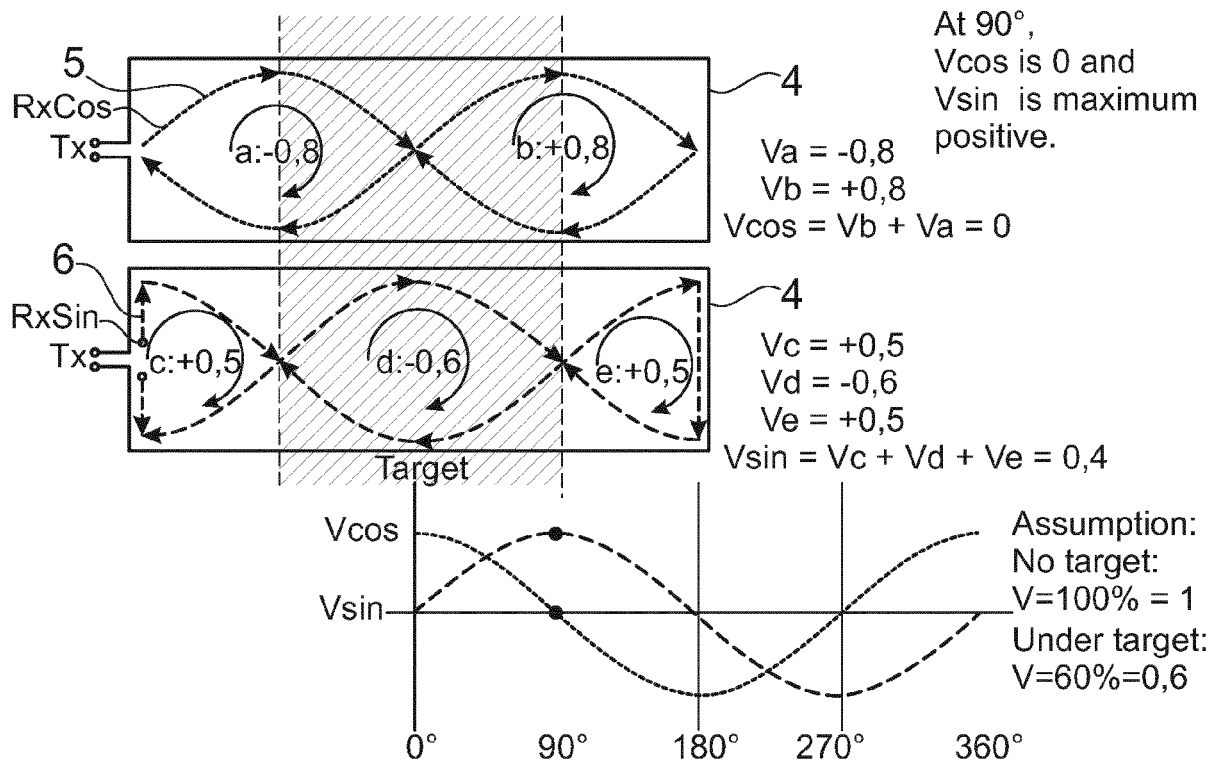 At 90°,
Vcos is 0 and
Vsin is maximum
positive.
5
RxCos
Tx
a:-0,8
b:+0,8
4
Va = -0,8
Vb = +0,8
Vcos = Vb + Va = 0
6
RxSin
Tx
c:+0,5
d:-0,6
e:+0,5
4
Vc = +0,5
Vd = -0,6
Ve = +0,5
Vsin = Vc + Vd + Ve = 0,4
Target
Vcos
Vsin
Assumption:
No target:
V=100% = 1
Under target:
V=60%=0,6
0° 90° 180° 270° 360°